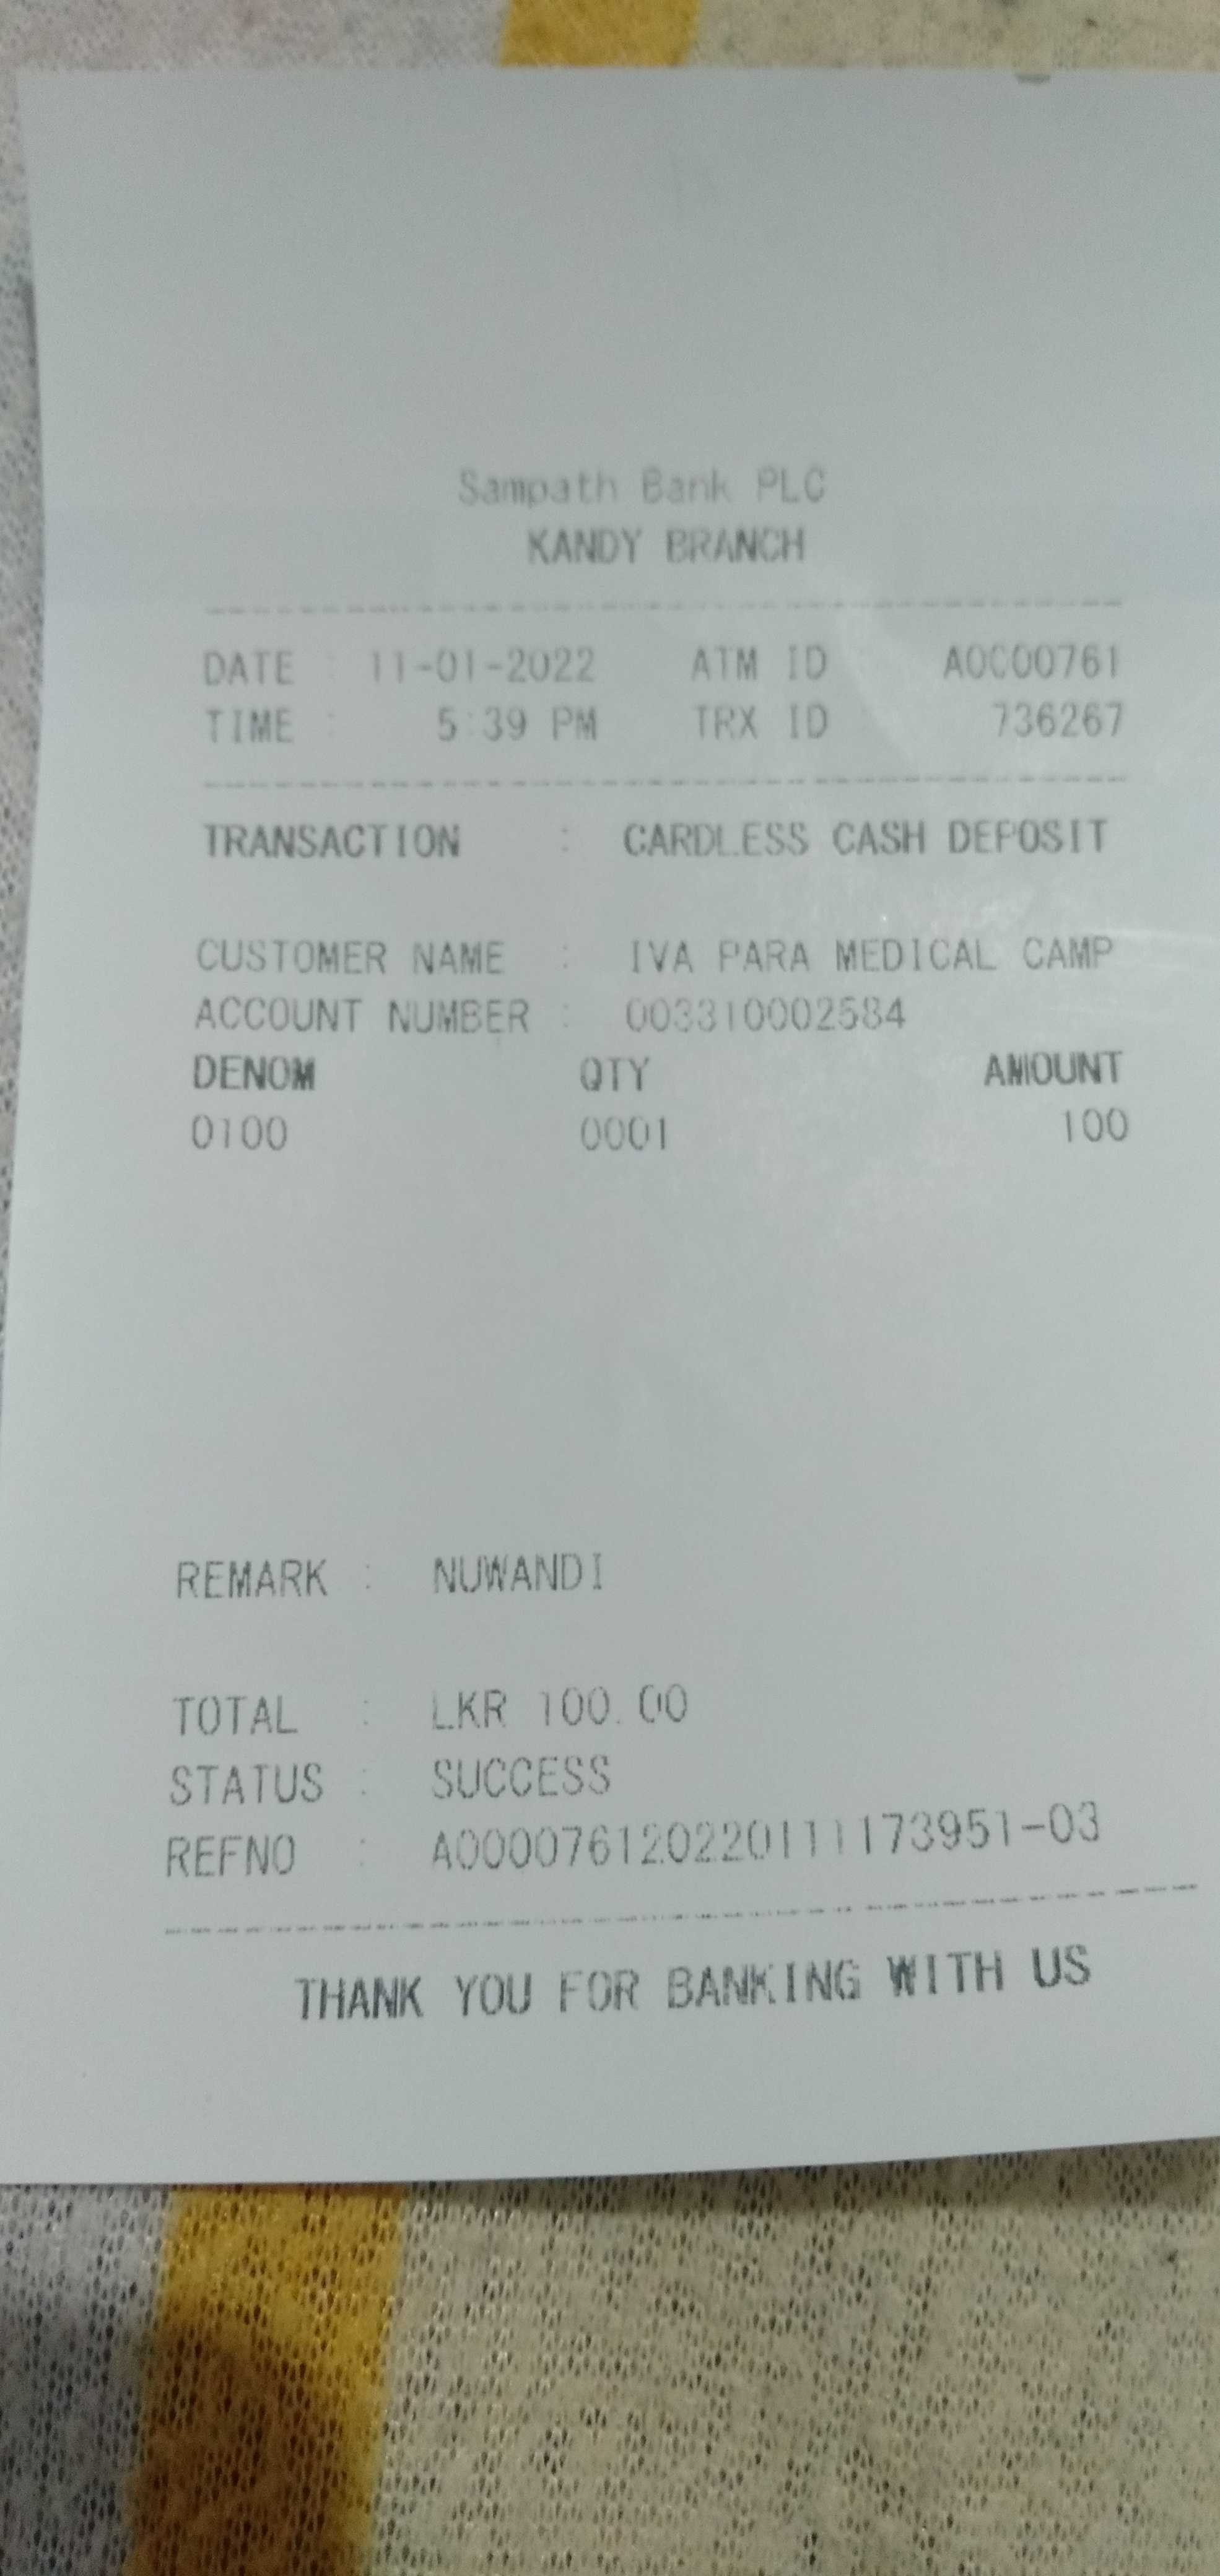 Sampath Bank PLC
KANDY BRANCH
DATE : 11-01-2022 ATM ID A0C00761
TIME : 5:39 PM TRX ID 736267
TRANSACTION : CARDLESS CASH DEPOSIT
CUSTOMER NAME : IVA PARA MEDICAL CAMP
ACCOUNT NUMBER : 003310002584
DENOM QTY AMOUNT
0100 0001 100
REMARK : NUWANDI
TOTAL : LKR 100.00
STATUS : SUCCESS
REFNO : A000076120220111173951-03
THANK YOU FOR BANKING WITH US